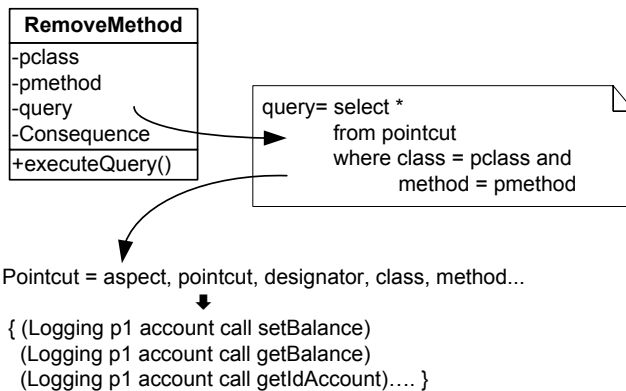 RemoveMethod
-pclass
-pmethod
-query
-Consequence
+executeQuery()
query= select *
from pointcut
where class = pclass and
method = pmethod
Pointcut = aspect, pointcut, designator, class, method...
{ (Logging p1 account call setBalance)
(Logging p1 account call getBalance)
(Logging p1 account call getIdAccount).... }